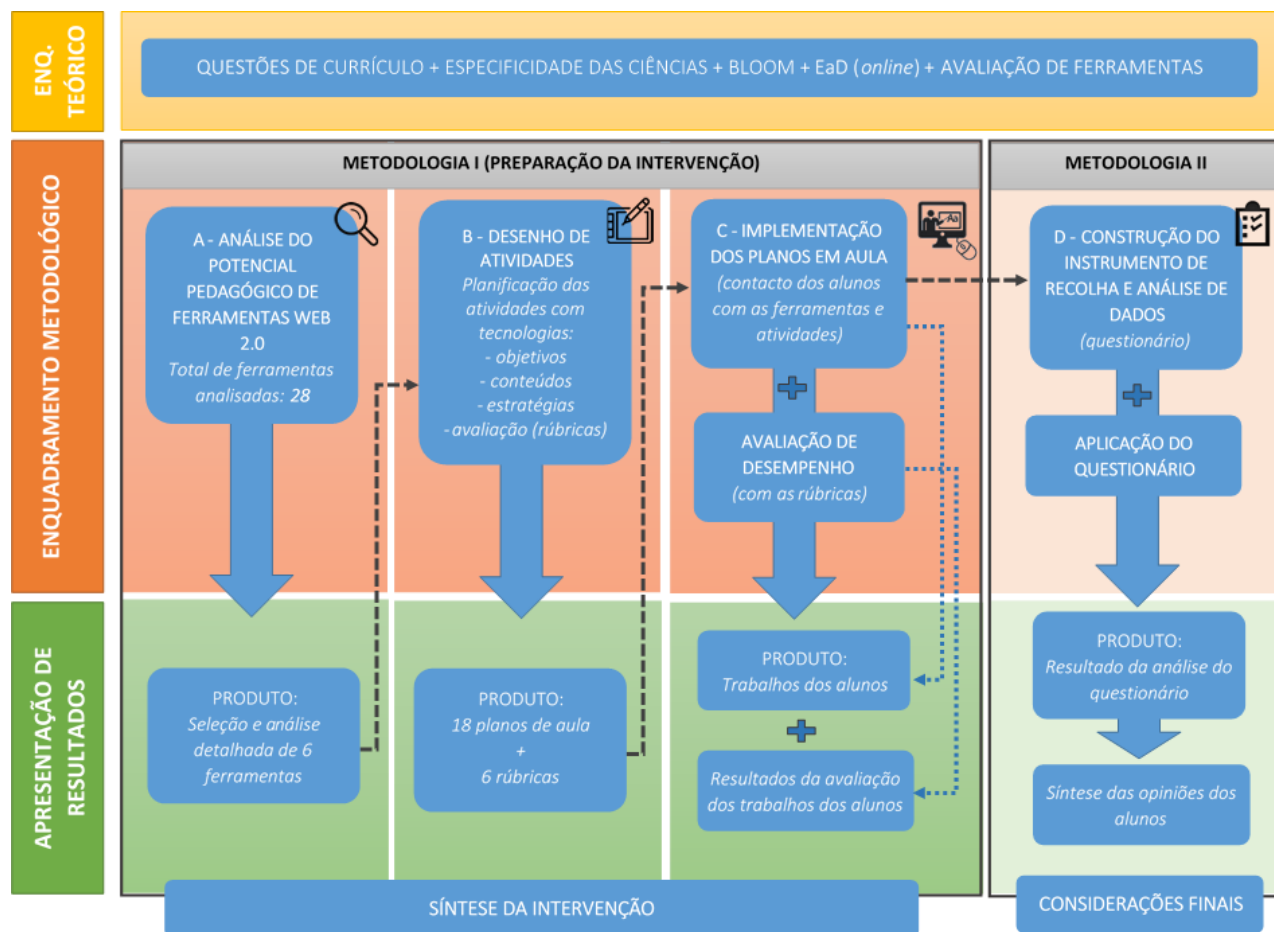 ENQ.
TEÓRICO
QUESTÕES DE CURRÍCULO + ESPECIFICIDADE DAS CIÊNCIAS + BLOOM + EaD (online) + AVALIAÇÃO DE FERRAMENTAS
ENQUADRAMENTO METODOLÓGICO
METODOLOGIA I (PREPARAÇÃO DA INTERVENÇÃO)
METODOLOGIA II
A - ANÁLISE DO
POTENCIAL
PEDAGÓGICO DE
FERRAMENTAS WEB
2.0
Total de ferramentas
analisadas: 28
B - DESENHO DE
ATIVIDADES
Planificação das
atividades com
tecnologias:
- objetivos
- conteúdos
- estratégias
- avaliação (rúbricas)
C - IMPLEMENTAÇÃO
DOS PLANOS EM AULA
(contacto dos alunos
com as ferramentas e
atividades)
AVALIAÇÃO DE
DESEMPENHO
(com as rúbricas)
D - CONSTRUÇÃO DO
INSTRUMENTO DE
RECOLHA E ANÁLISE DE
DADOS
(questionário)
APLICAÇÃO DO
QUESTIONÁRIO
APRESENTAÇÃO DE
RESULTADOS
PRODUTO:
Seleção e análise
detalhada de 6
ferramentas
PRODUTO:
18 planos de aula
+
6 rúbricas
PRODUTO:
Trabalhos dos alunos
Resultados da avaliação
dos trabalhos dos alunos
PRODUTO:
Resultado da análise do
questionário
Síntese das opiniões dos
alunos
SÍNTESE DA INTERVENÇÃO
CONSIDERAÇÕES FINAIS